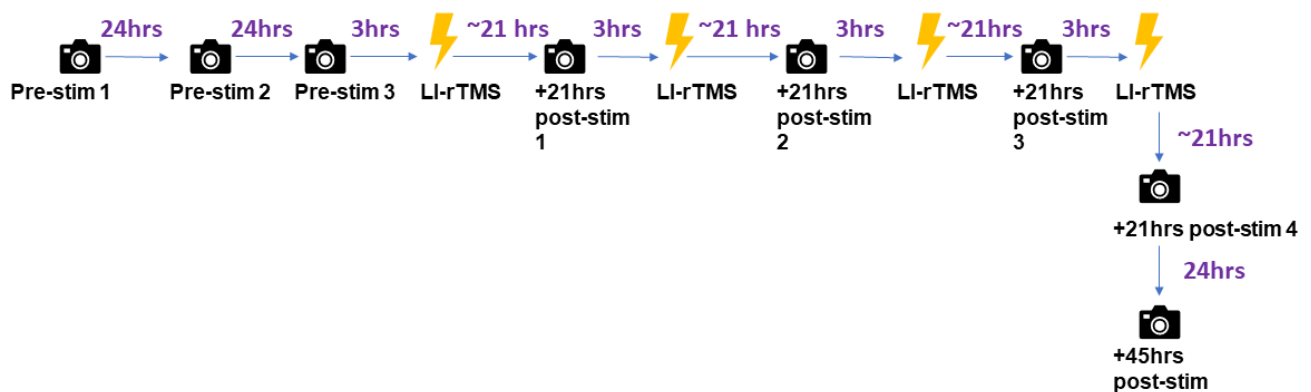 24hrs
24hrs
3hrs
~21 hrs
3hrs
~21 hrs
3hrs
~21hrs
3hrs
Pre-stim 1
Pre-stim 2
Pre-stim 3
LI-rTMS
+21hrs
post-stim
1
LI-rTMS
+21hrs
post-stim
2
LI-rTMS
+21hrs
post-stim
3
LI-rTMS
~21hrs
+21hrs post-stim 4
24hrs
+45hrs
post-stim